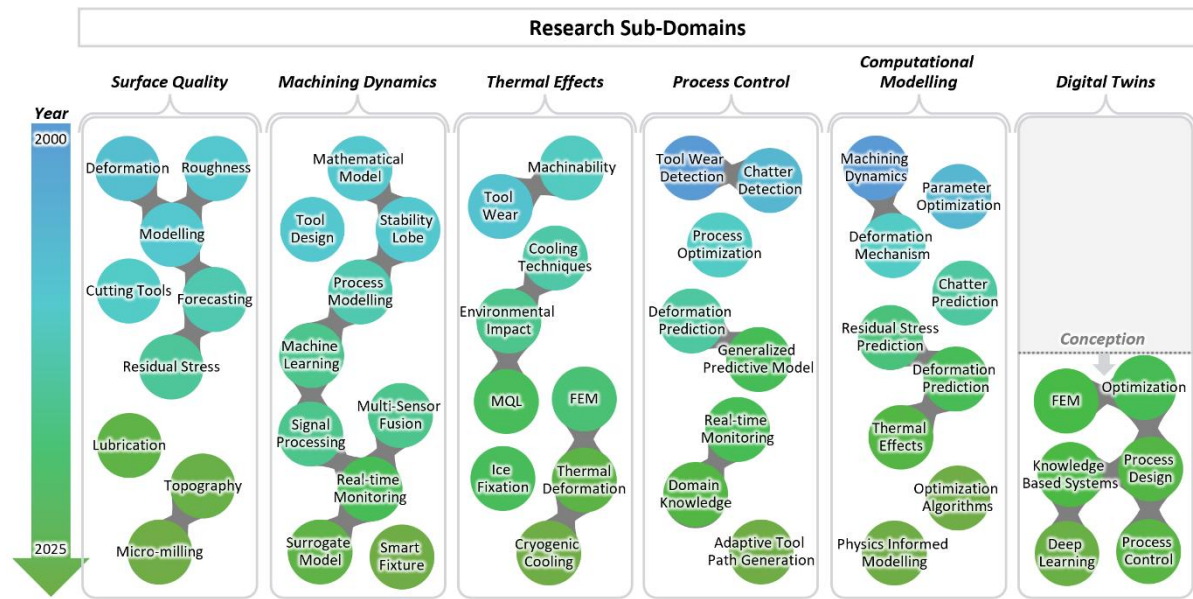 Research Sub-Domains
Surface Quality
Machining Dynamics
Thermal Effects
Process Control
Computational
Modelling
Digital Twins
Year
2000
2025
Deformation
Roughness
Modelling
Cutting Tools
Forecasting
Residual Stress
Lubrication
Topography
Micro-milling
Mathematical
Model
Tool
Design
Stability
Lobe
Process
Modelling
Machine
Learning
Multi-Sensor
Fusion
Signal
Processing
Real-time
Monitoring
Surrogate
Model
Smart
Fixture
Machinability
Tool
Wear
Cooling
Techniques
Environmental
Impact
MQL
FEM
Ice
Fixation
Thermal
Deformation
Cryogenic
Cooling
Tool Wear
Detection
Chatter
Detection
Process
Optimization
Deformation
Prediction
Generalized
Predictive Model
Real-time
Monitoring
Domain
Knowledge
Adaptive Tool
Path Generation
Machining
Dynamics
Parameter
Optimization
Deformation
Mechanism
Chatter
Prediction
Residual Stress
Prediction
Deformation
Prediction
Thermal
Effects
Optimization
Algorithms
Physics Informed
Modelling
Conception
FEM
Optimization
Knowledge
Based Systems
Process
Design
Deep
Learning
Process
Control